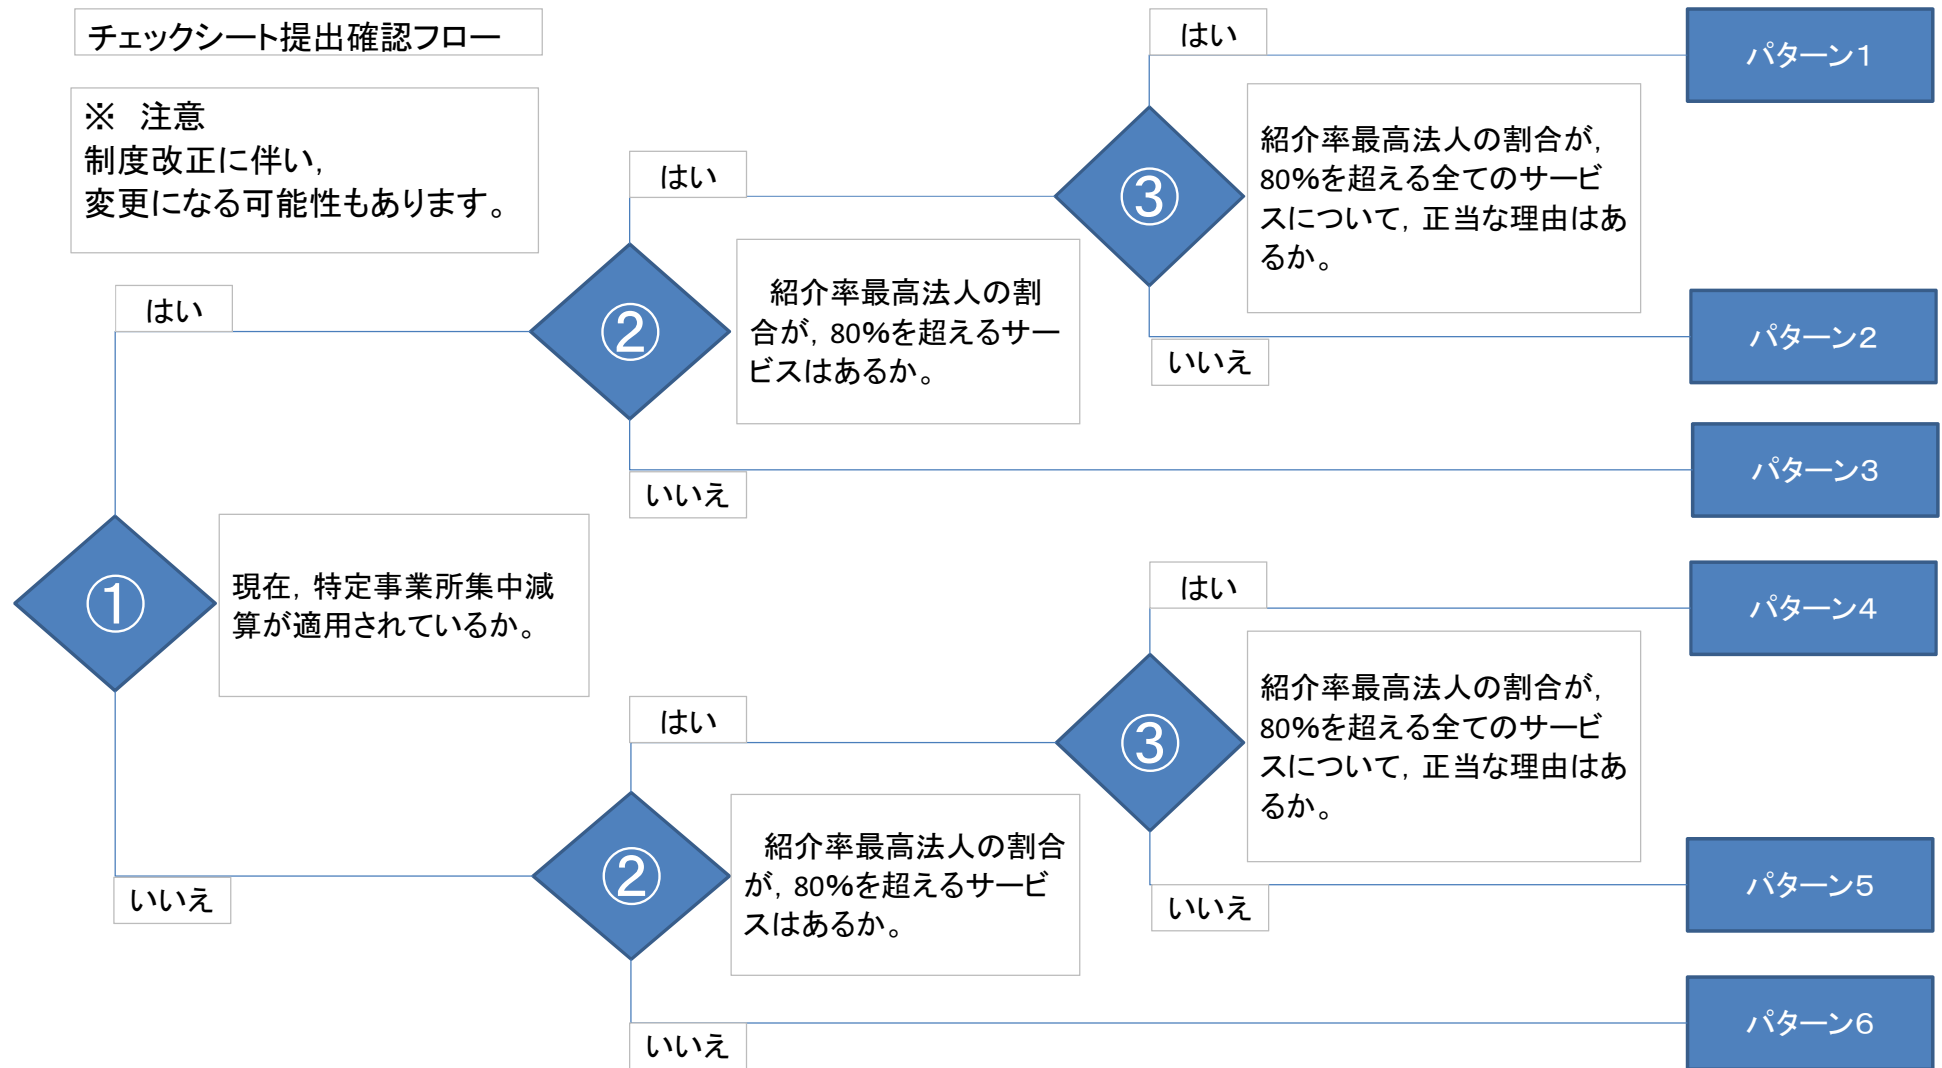 チェックシート提出確認フロー
※　注意
制度改正に伴い，
変更になる可能性もあります。
はい
パターン１
③
紹介率最高法人の割合が，
80%を超える全てのサービ
スについて，正当な理由はあ
るか。
はい
②
紹介率最高法人の割
合が，80%を超えるサー
ビスはあるか。
いいえ
パターン２
はい
いいえ
パターン３
①
現在，特定事業所集中減
算が適用されているか。
はい
パターン４
③
紹介率最高法人の割合が，
80%を超える全てのサービ
スについて，正当な理由はあ
るか。
はい
②
紹介率最高法人の割合
が，80%を超えるサービ
スはあるか。
いいえ
いいえ
パターン５
いいえ
パターン６